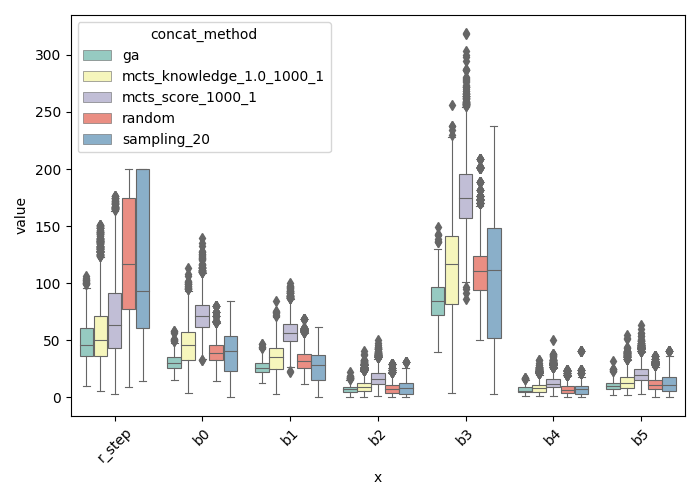 concat_method
ga
mcts_knowledge_1.0_1000_1
mcts_score_1000_1
random
sampling_20
300
250
200
150
100
50
0
value
r_step b0 b1 b2 b3 b4 b5
x